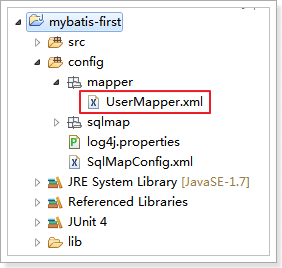 mybatis-first
src
config
mapper
UserMapper.xml
sqlmap
log4j.properties
SqlMapConfig.xml
JRE System Library [JavaSE-1.7]
Referenced Libraries
JUnit 4
lib